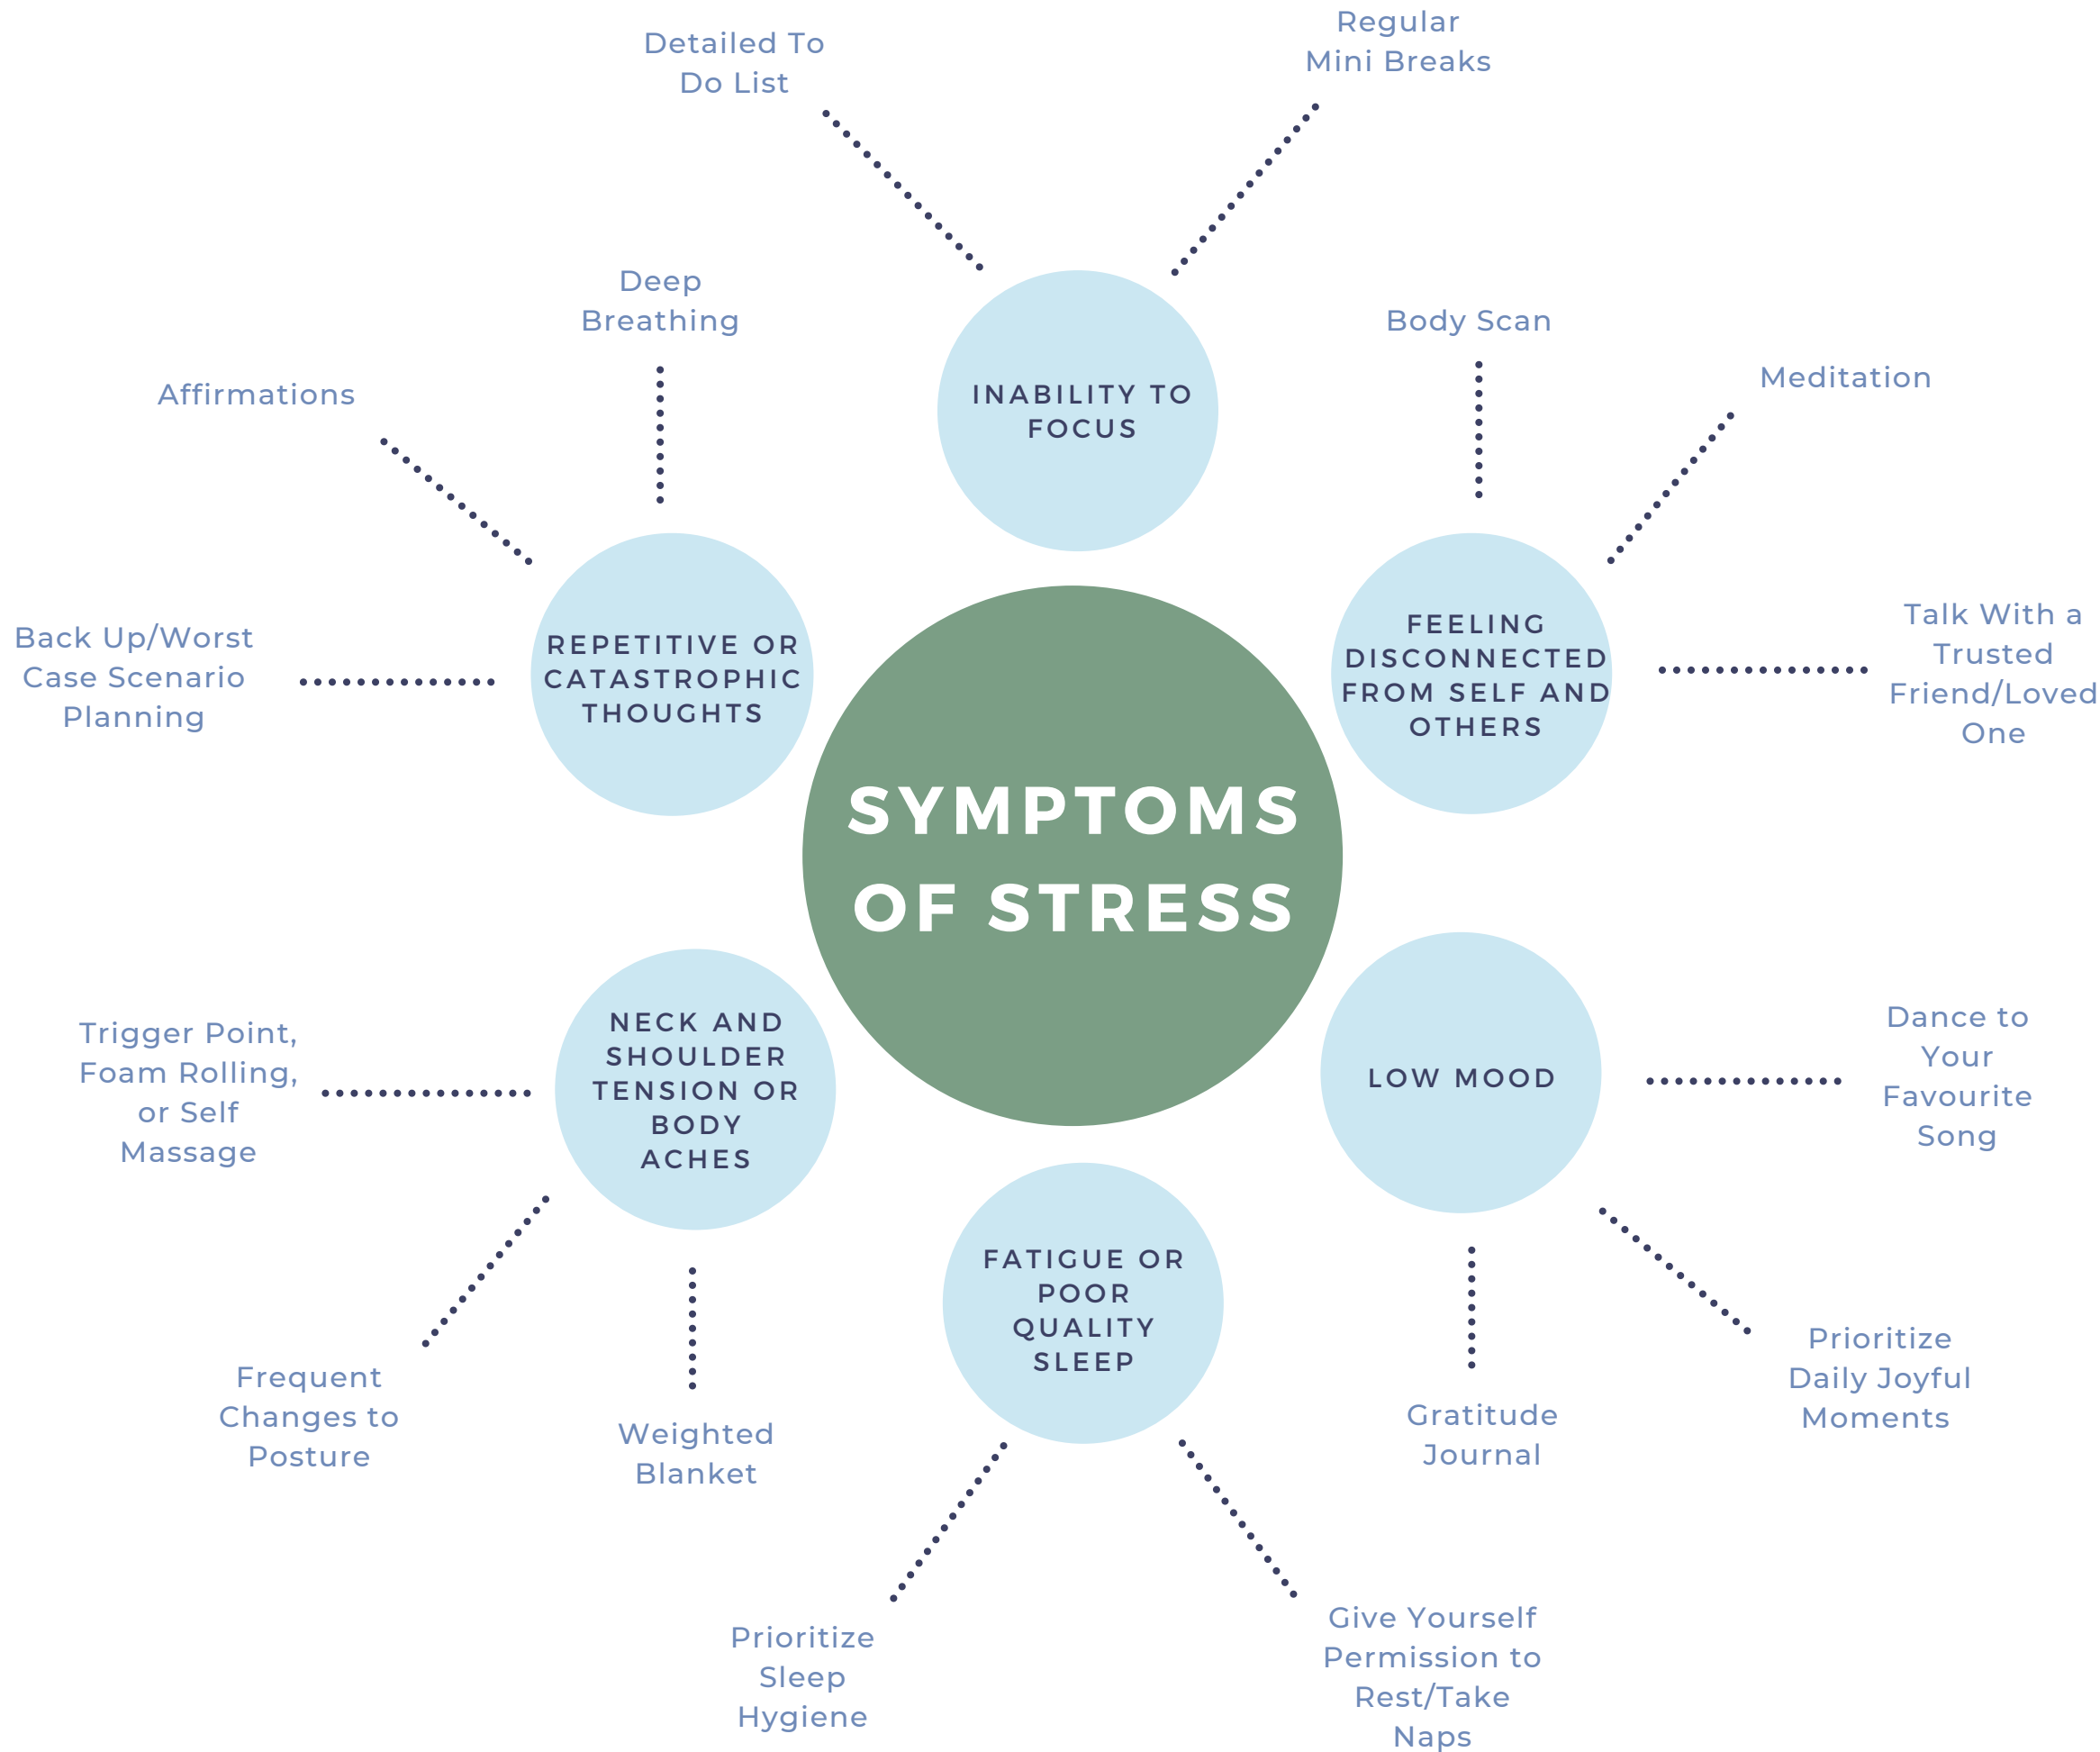 Detailed To
Do List
Regular
Mini Breaks
INABILITY TO
FOCUS
Deep
Breathing
Affirmations
Back Up/Worst
Case Scenario
Planning
REPETITIVE OR
CATASTROPHIC
THOUGHTS
Body Scan
Meditation
Talk With a
Trusted
Friend/Loved
One
FEELING
DISCONNECTED
FROM SELF AND
OTHERS
SYMPTOMS
OF STRESS
NECK AND
SHOULDER
TENSION OR
BODY
ACHES
Trigger Point,
Foam Rolling,
or Self
Massage
Frequent
Changes to
Posture
Weighted
Blanket
LOW MOOD
Dance to
Your
Favourite
Song
Prioritize
Daily Joyful
Moments
Gratitude
Journal
FATIGUE OR
POOR
QUALITY
SLEEP
Prioritize
Sleep
Hygiene
Give Yourself
Permission to
Rest/Take
Naps